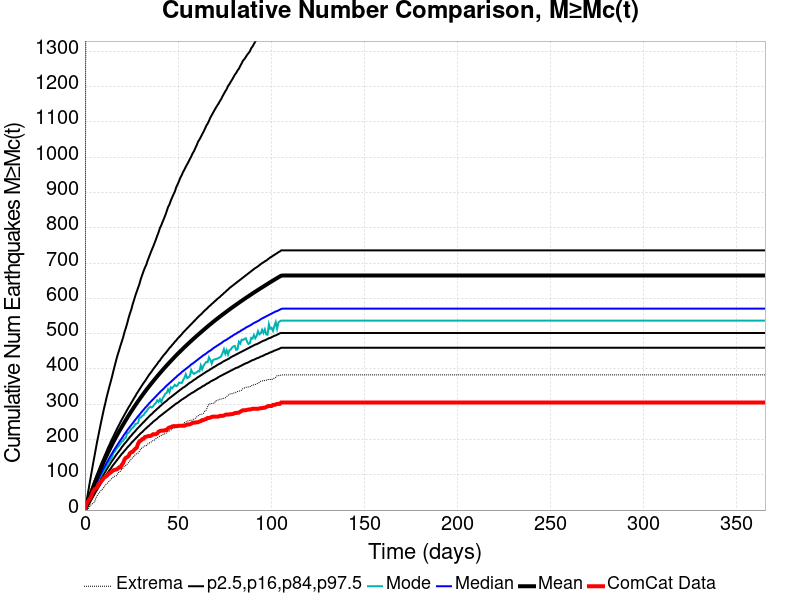 Cumulative Number Comparison, M≥Mc(t)
Cumulative Num Earthquakes M≥Mc(t)
1300
1200
1100
1000
900
800
700
600
500
400
300
200
100
0
0 50 100 150 200 250 300 350
Time (days)
Extrema p2.5,p16,p84,p97.5 Mode Median Mean ComCat Data